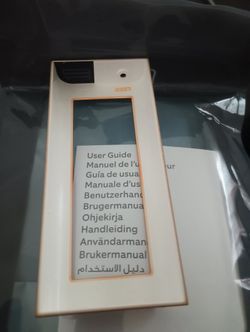 User Guide
Manuel de l'u
Guía de usua
Manuale d'us
Benutzerhand
Brugermanua
Ohjekirja
Handleiding
Användarman
Brukermanual
دليل الاستخدام